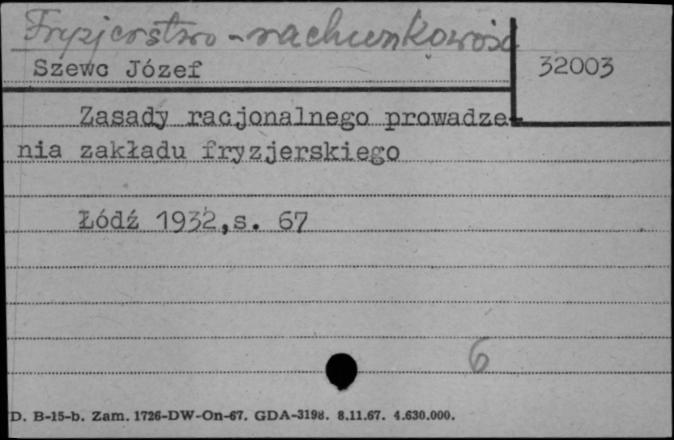 Fryzjerstwo - rachunkowość
Szewc Józef
32003
Zasady racjonalnego prowadze-
nia zakładu fryzjerskiego
Łódź 1932,s. 67
6
D. B-15-b. Zam. 1726-DW-On-67. GDA-3198. 8.11.67. 4.630.000.